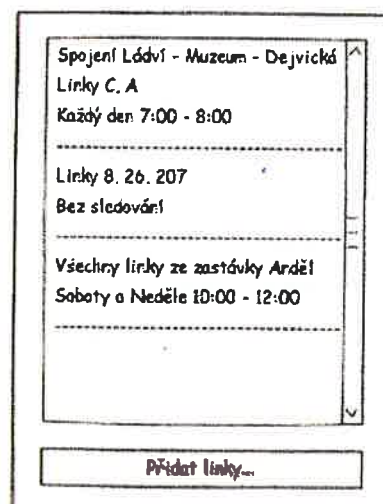 Spojení Ládví - Muzeum - Dejvická
Linky C, A
Každý den 7:00 - 8:00
Linky 8, 26, 207
Bez sledování
Všechny linky ze zastávky Anděl
Soboty a Neděle 10:00 - 12:00
Přidat linky...